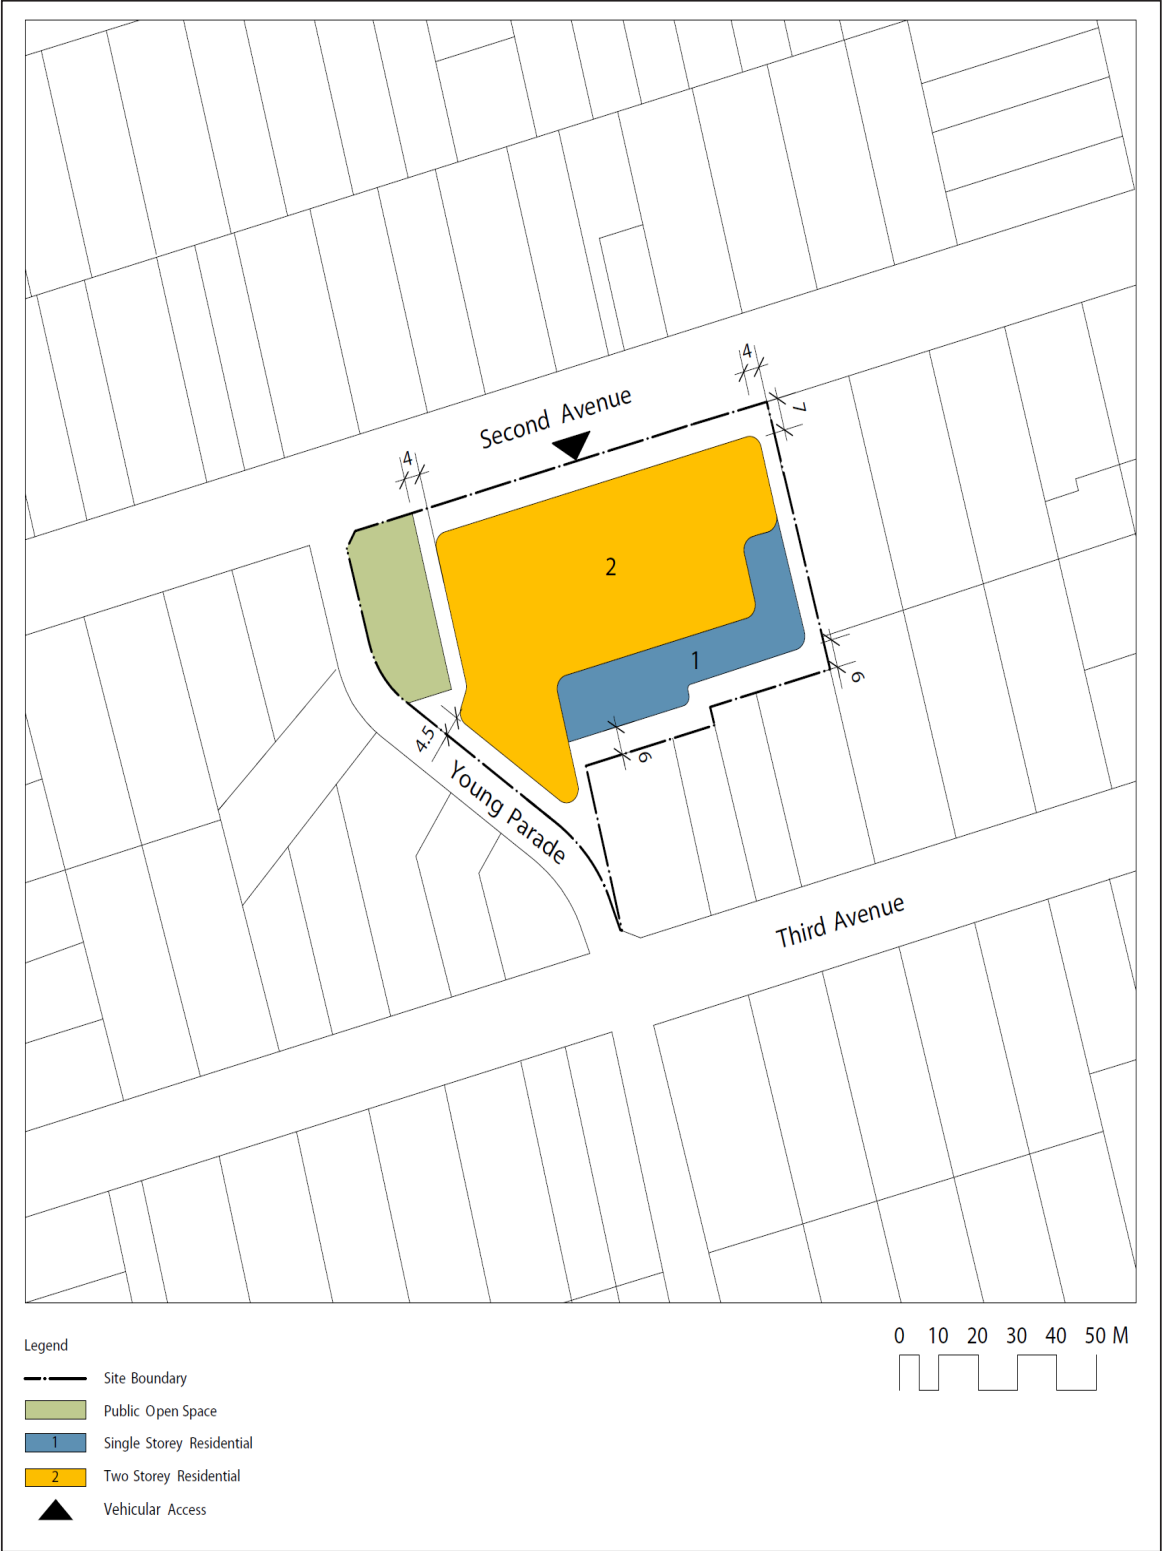 4
7
Second Avenue
4
2
1
6
4.5
6
Young Parade
Third Avenue
0 10 20 30 40 50 M
Legend
Site Boundary
Public Open Space
1 Single Storey Residential
2 Two Storey Residential
Vehicular Access